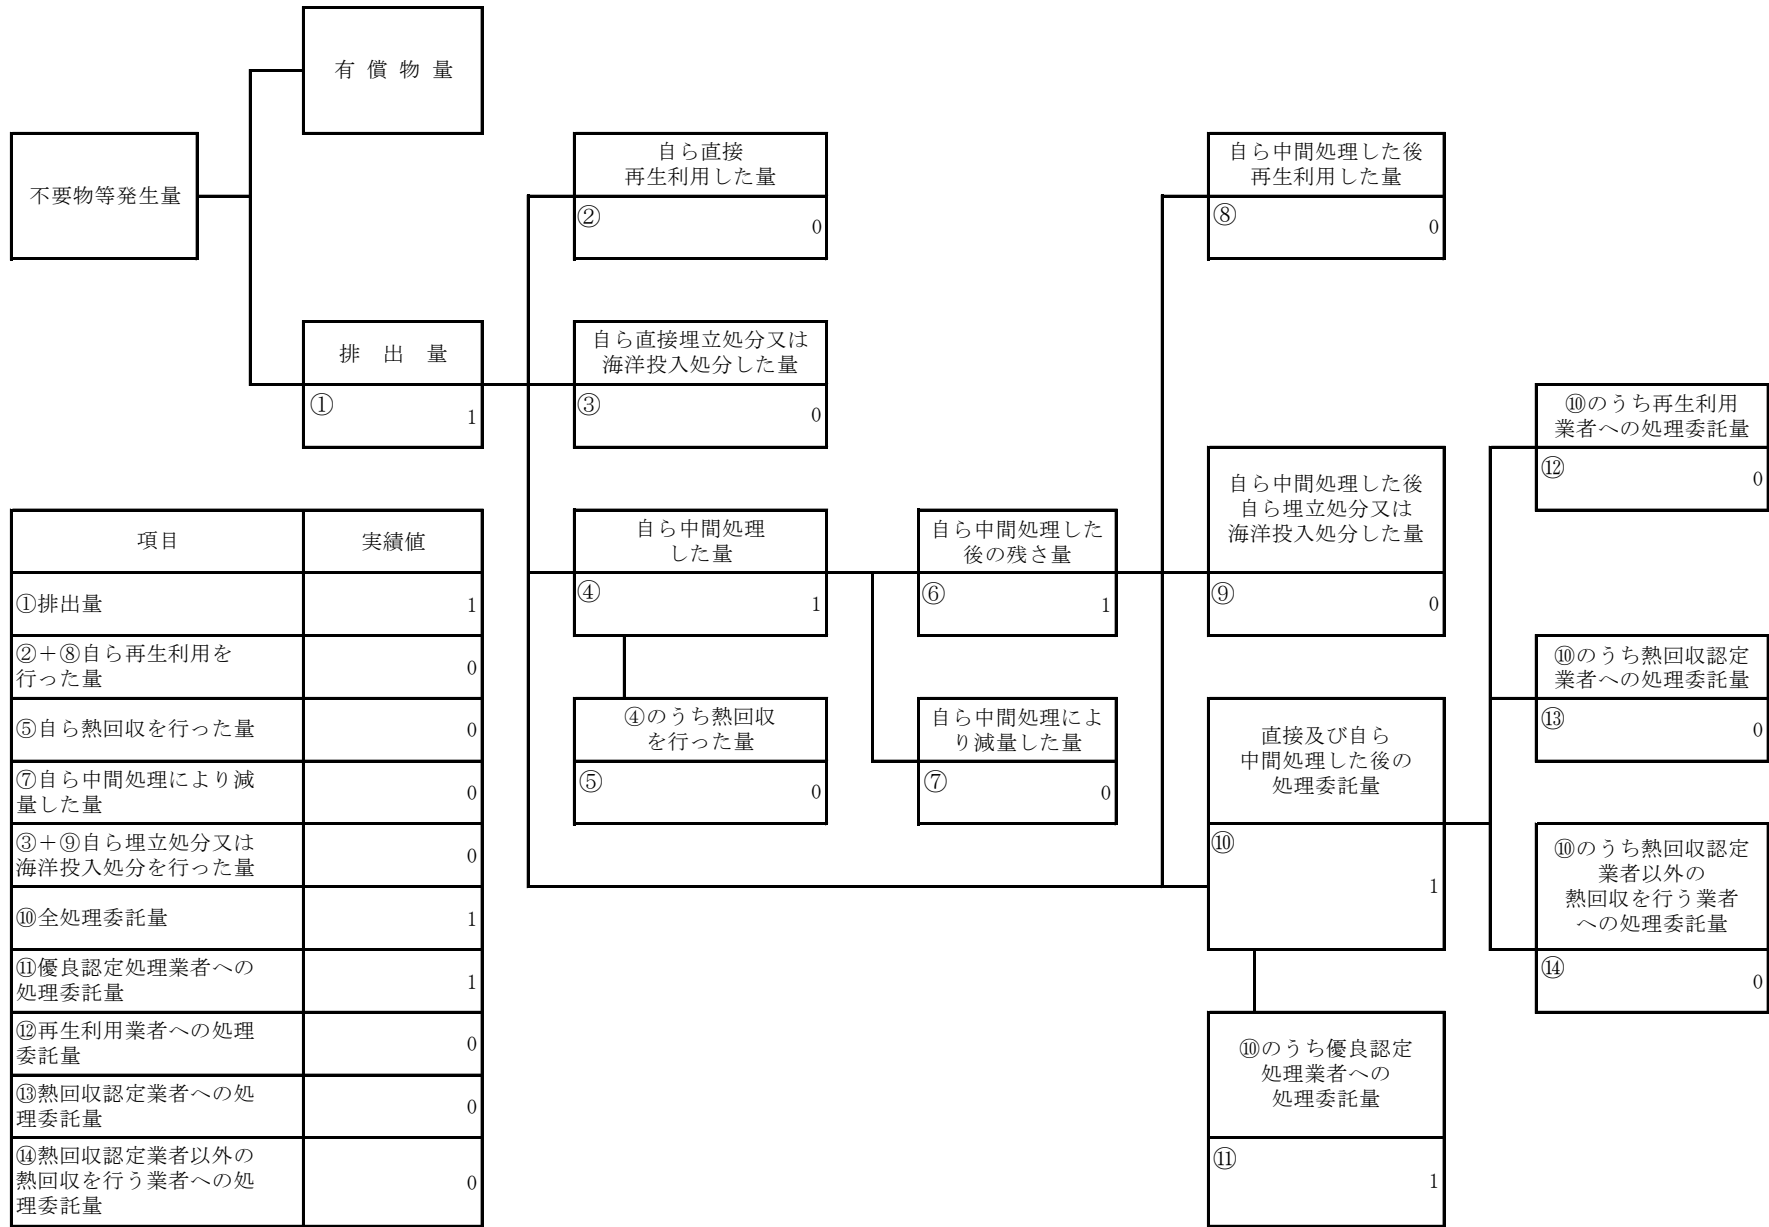 有 償 物 量
不要物等発生量
排 出 量
① 1
自ら直接
再生利用した量
② 0
自ら直接埋立処分又は
海洋投入処分した量
③ 0
自ら中間処理
した量
④ 1
④のうち熱回収
を行った量
⑤ 0
自ら中間処理した
後の残さ量
⑥ 1
自ら中間処理によ
り減量した量
⑦ 0
自ら中間処理した後
再生利用した量
⑧ 0
自ら中間処理した後
自ら埋立処分又は
海洋投入処分した量
⑨ 0
直接及び自ら
中間処理した後の
処理委託量
⑩ 1
⑩のうち優良認定
処理業者への
処理委託量
⑪ 1
⑩のうち再生利用
業者への処理委託量
⑫ 0
⑩のうち熱回収認定
業者への処理委託量
⑬ 0
⑩のうち熱回収認定
業者以外の
熱回収を行う業者
への処理委託量
⑭ 0
項目 実績値
①排出量 1
②+⑧自ら再生利用を
行った量 0
⑤自ら熱回収を行った量 0
⑦自ら中間処理により減
量した量 0
③+⑨自ら埋立処分又は
海洋投入処分を行った量 0
⑩全処理委託量 1
⑪優良認定処理業者への
処理委託量 1
⑫再生利用業者への処理
委託量 0
⑬熱回収認定業者への処
理委託量 0
⑭熱回収認定業者以外の
熱回収を行う業者への処
理委託量 0